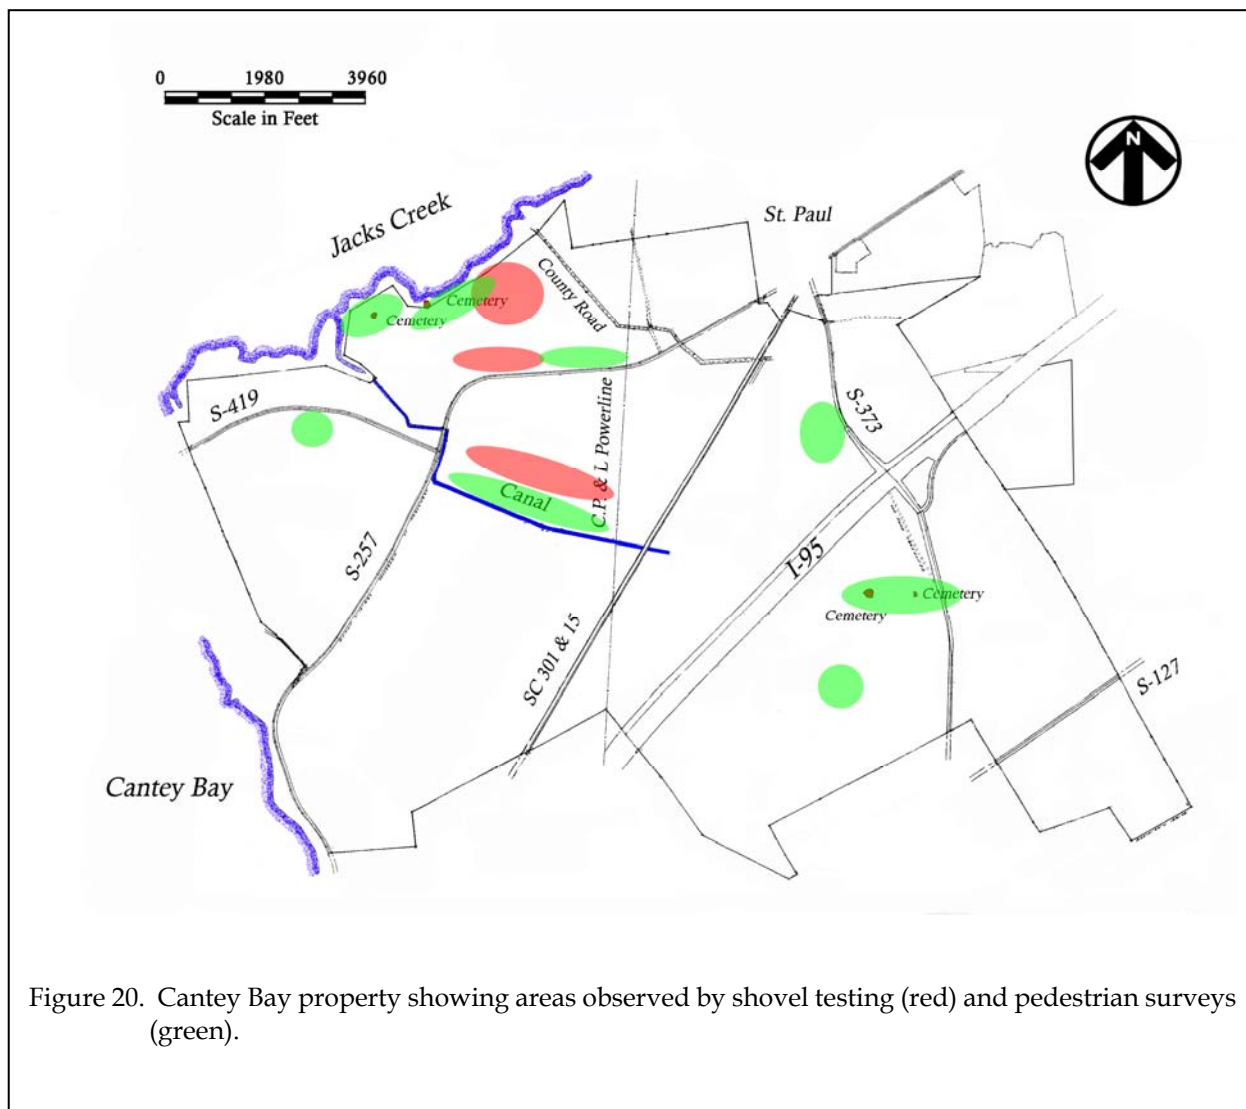 0 1980 3960
Scale in Feet
N
Jacks Creek
St. Paul
County Road
Cemetery
Cemetery
S-419
S-373
C.P. & L Powerline
Canal
S-257
I-95
Cemetery
Cemetery
SC 301 & 15
S-127
Cantey Bay
Figure 20. Cantey Bay property showing areas observed by shovel testing (red) and pedestrian surveys
(green).